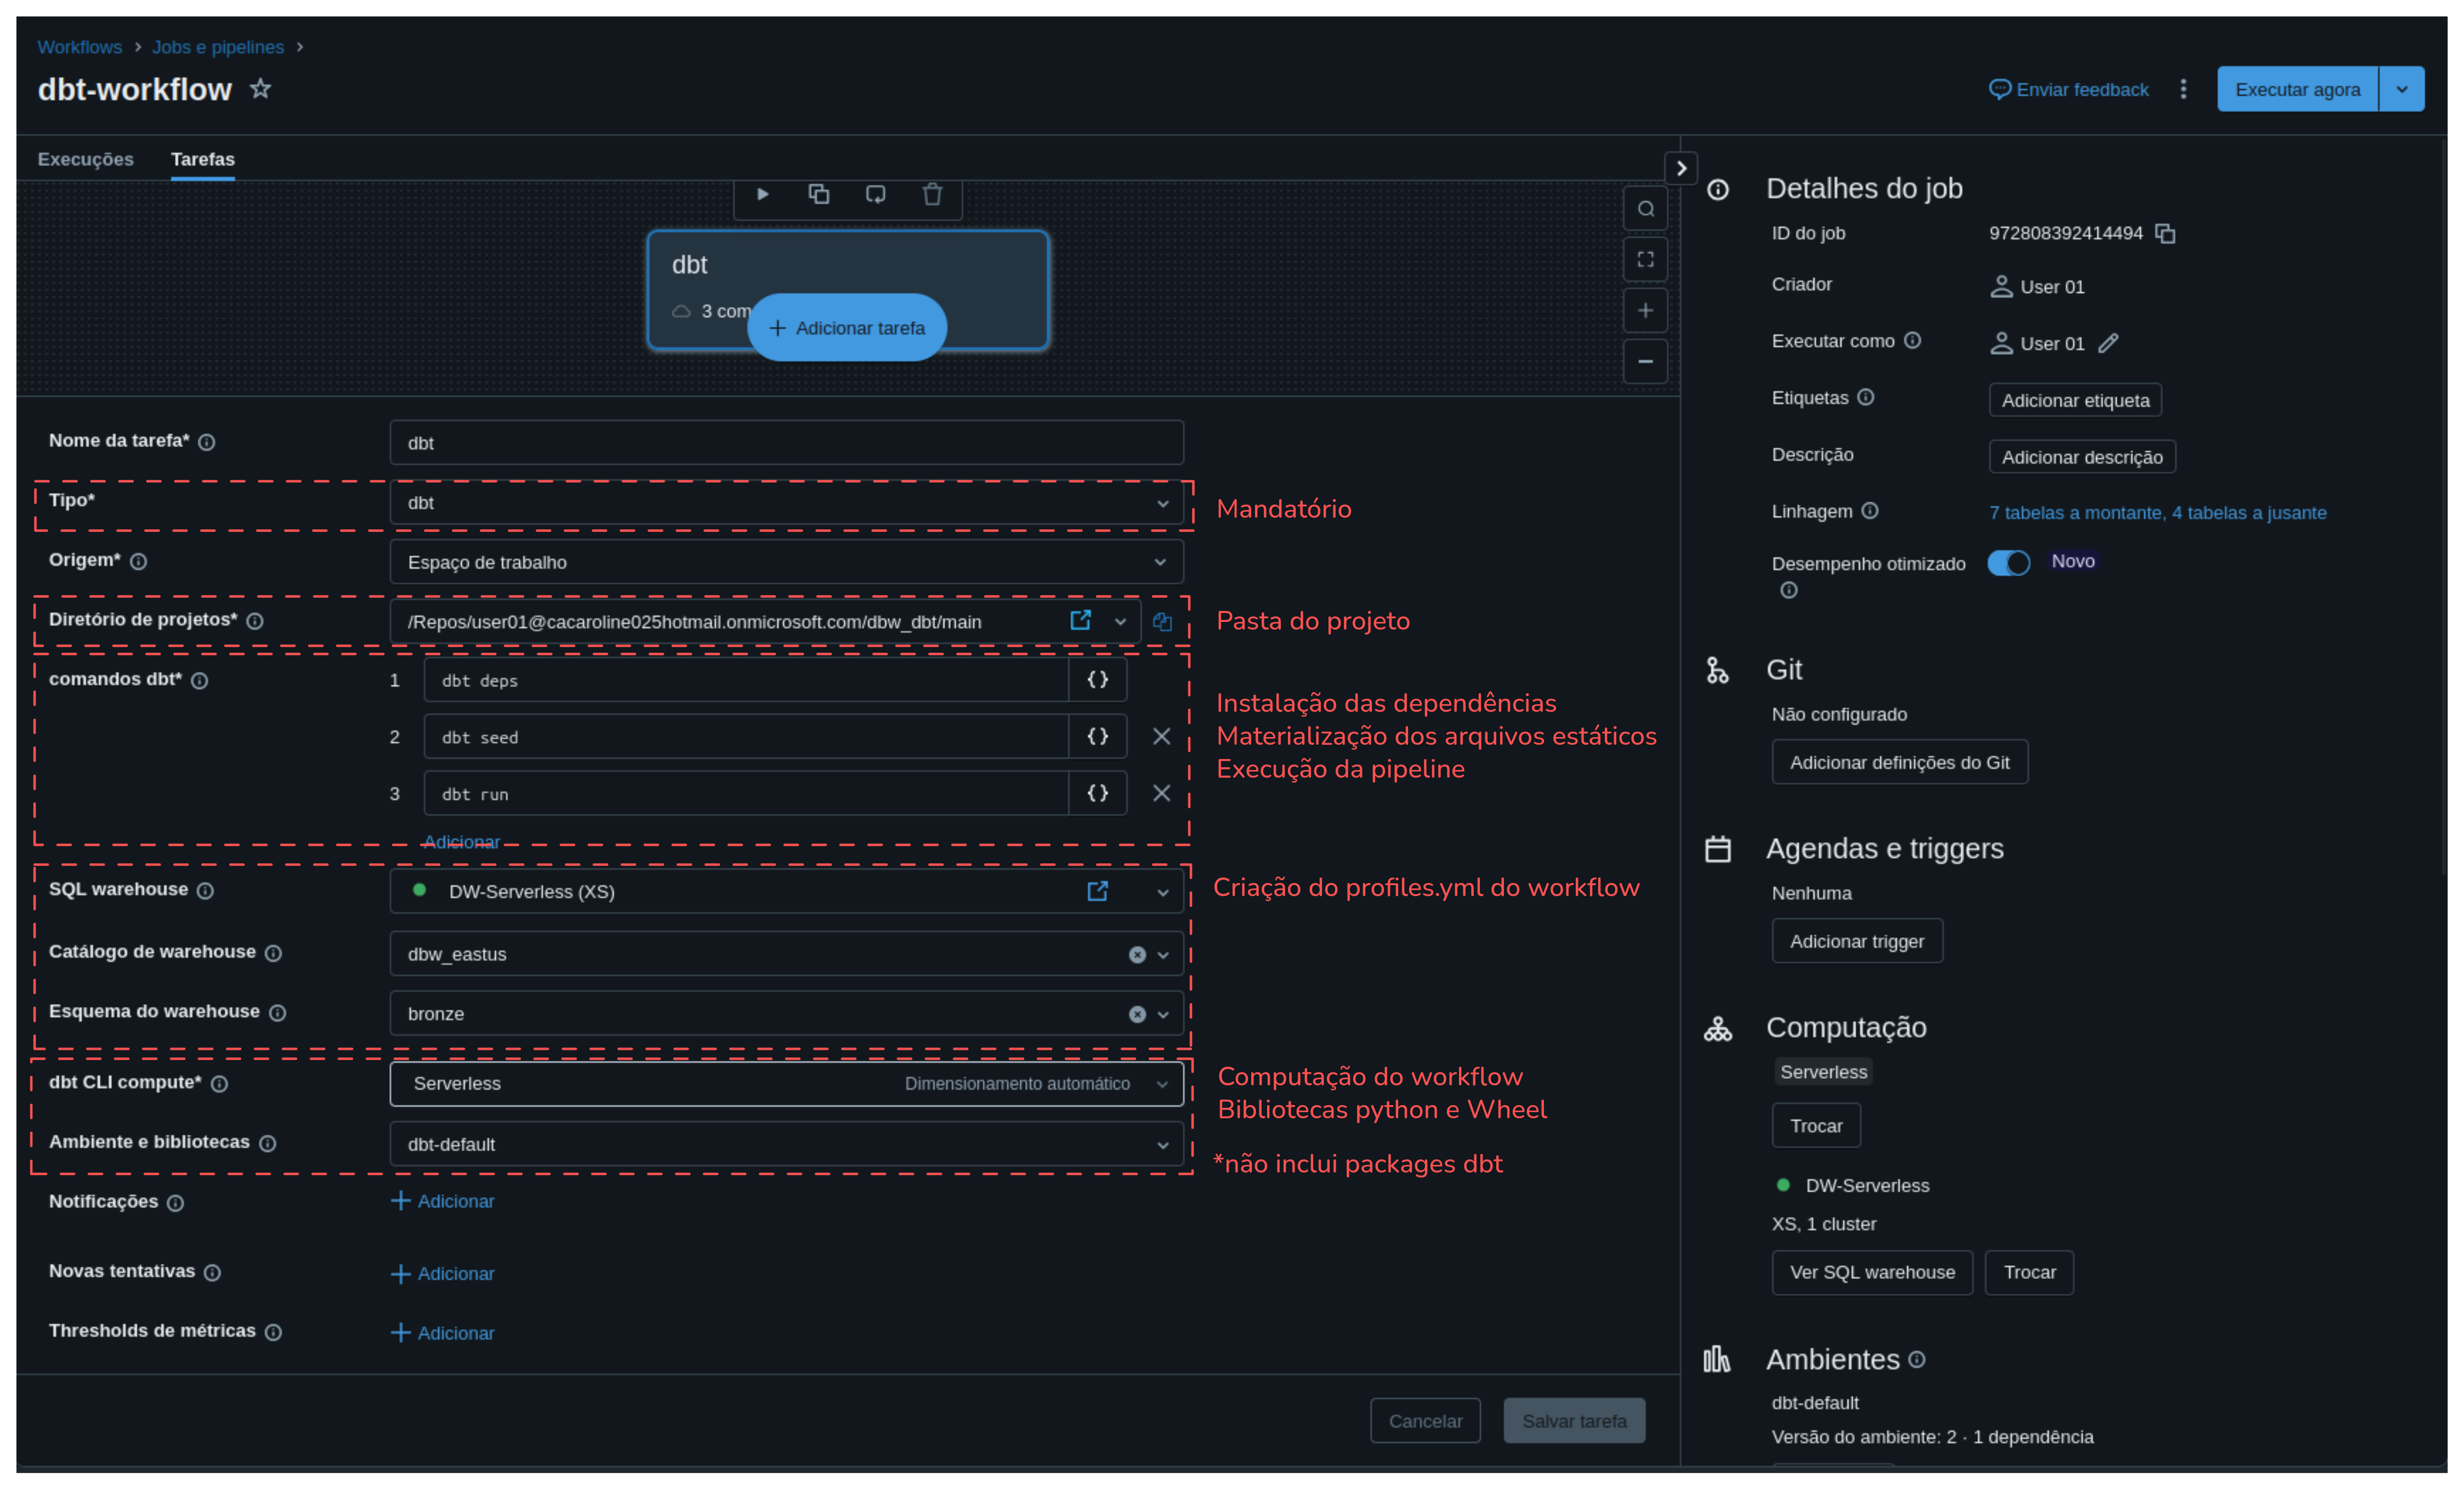 Workflows > Jobs e pipelines >
dbt-workflow
Enviar feedback
Executar agora
Execuções Tarefas
dbt
3 com
+ Adicionar tarefa
Nome da tarefa* dbt
Tipo* dbt
Mandatório
Origem* Espaço de trabalho
Diretório de projetos* /Repos/user01@cacaroline025hotmail.onmicrosoft.com/dbw_dbt/main
Pasta do projeto
comandos dbt* 1 dbt deps {}
2 dbt seed {}
3 dbt run {}
Adicionar
Instalação das dependências
Materialização dos arquivos estáticos
Execução da pipeline
SQL warehouse DW-Serverless (XS)
Criação do profiles.yml do workflow
Catálogo de warehouse dbw_eastus
Esquema do warehouse bronze
dbt CLI compute* Serverless Dimensionamento automático
Computação do workflow
Bibliotecas python e Wheel
Ambiente e bibliotecas dbt-default
*não inclui packages dbt
Notificações + Adicionar
Novas tentativas + Adicionar
Thresholds de métricas + Adicionar
Cancelar Salvar tarefa
Detalhes do job
ID do job 972808392414494
Criador User 01
Executar como User 01
Etiquetas Adicionar etiqueta
Descrição Adicionar descrição
Linhagem 7 tabelas a montante, 4 tabelas a jusante
Desempenho otimizado Novo
Git
Não configurado
Adicionar definições do Git
Agendas e triggers
Nenhuma
Adicionar trigger
Computação
Serverless
Trocar
DW-Serverless
XS, 1 cluster
Ver SQL warehouse Trocar
Ambientes
dbt-default
Versão do ambiente: 2 · 1 dependência